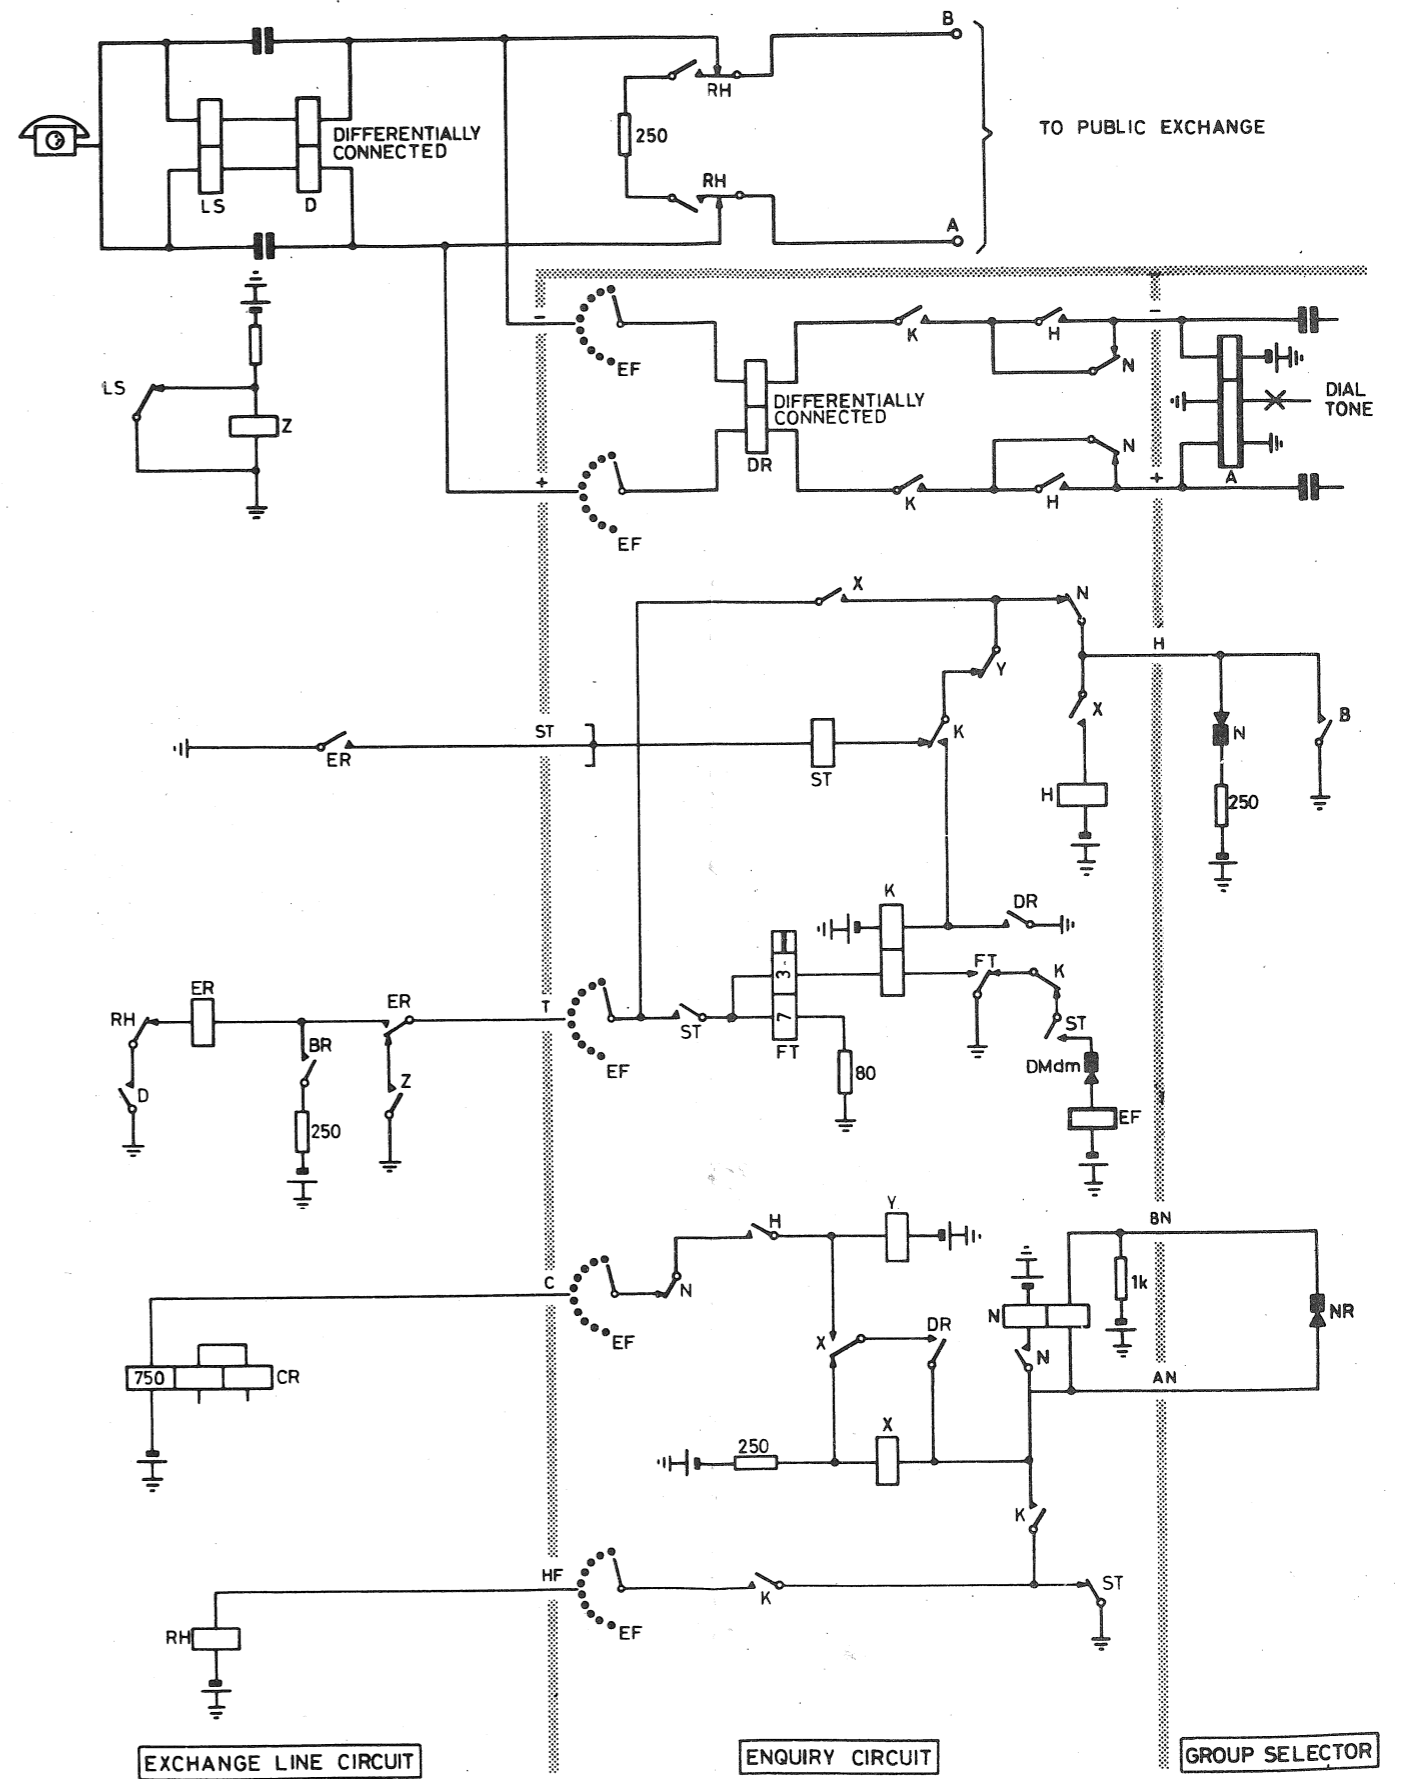 B
RH
250
DIFFERENTIALLY
CONNECTED
TO PUBLIC EXCHANGE
RH
LS
D
A
-
-
EF
K
H
N
LS
Z
DIFFERENTIALLY
CONNECTED
DIAL
TONE
DR
N
+
+
A
K
H
EF
X
N
H
Y
ST
K
X
B
N
ER
ST
H
250
K
DR
FT
K
ER
ER
T
3
RH
BR
ST
7
ST
FT
DMdm
EF
80
Z
D
250
EF
Y
BN
H
C
N
1k
N
NR
EF
X
DR
N
750
CR
AN
X
250
K
HF
ST
K
RH
EF
EXCHANGE LINE CIRCUIT
ENQUIRY CIRCUIT
GROUP SELECTOR